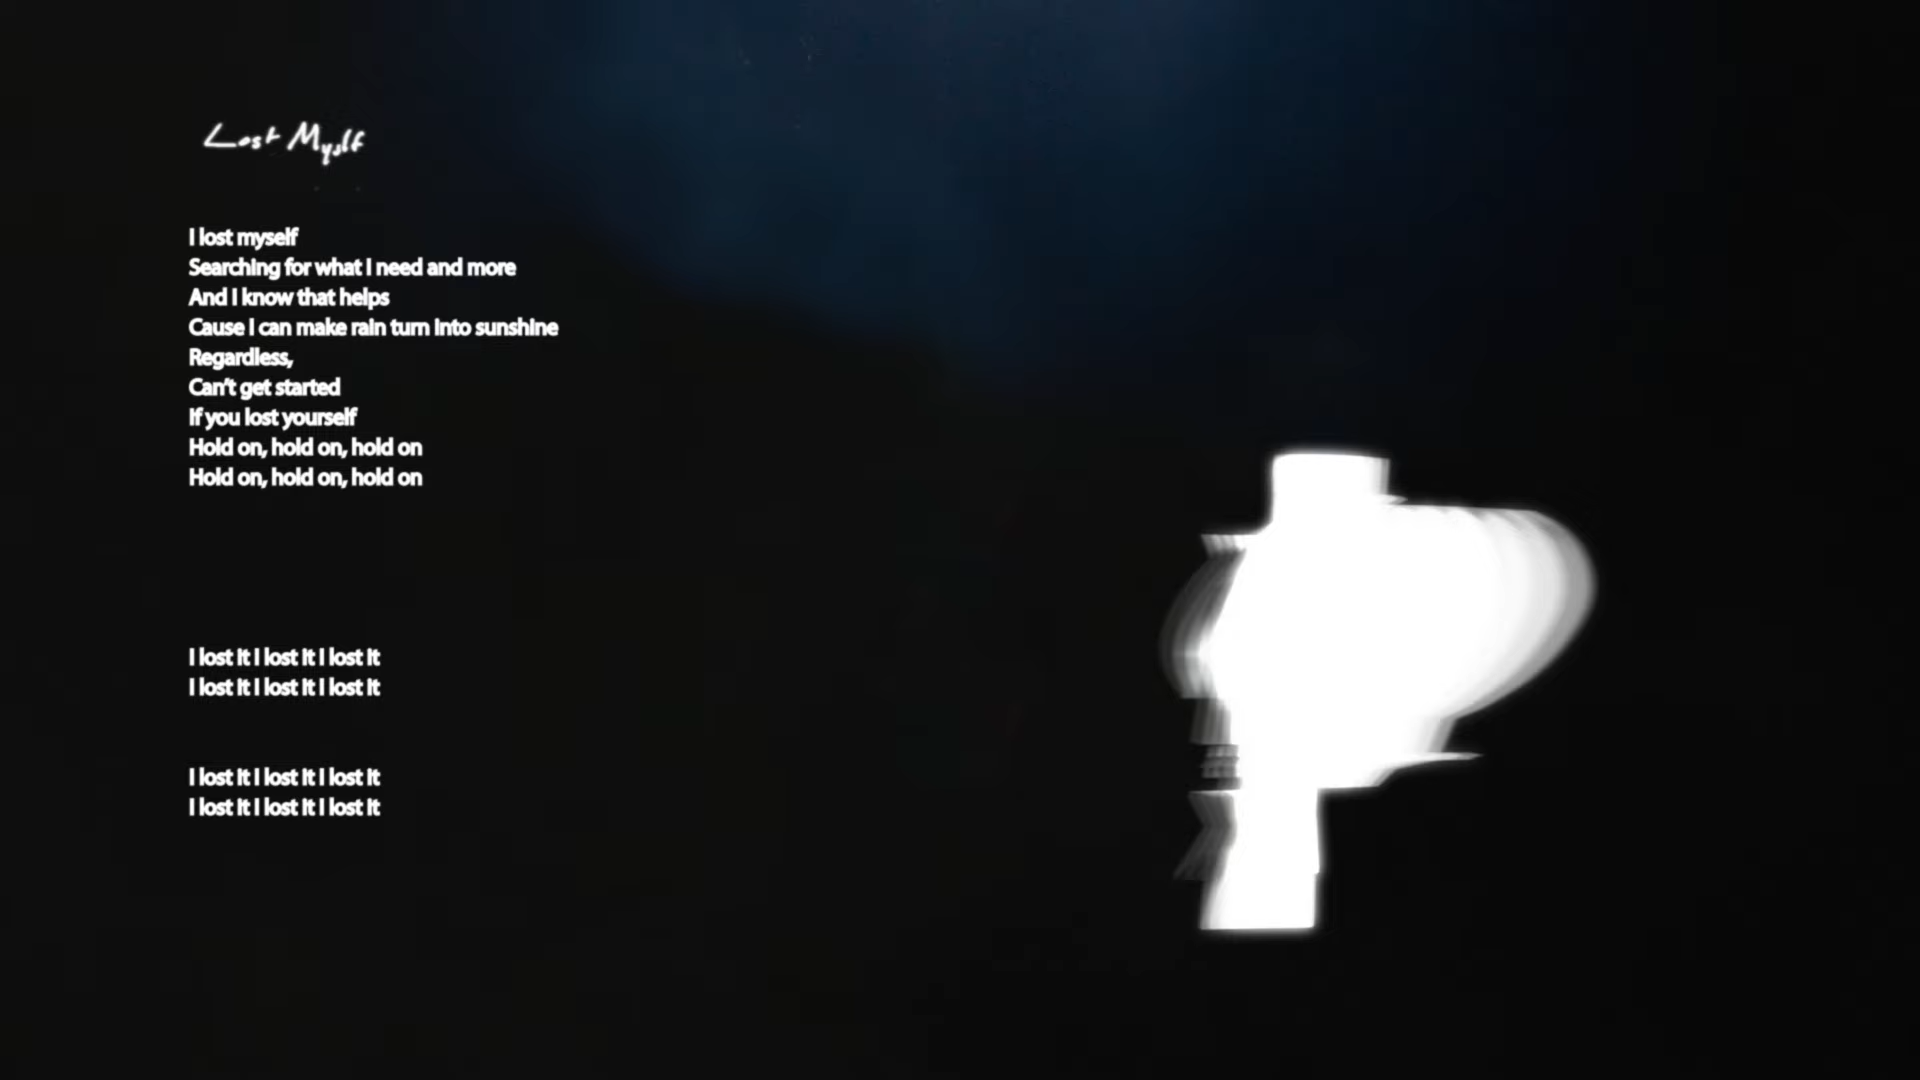 Lost Myslf
I lost myself
Searching for what I need and more
And I know that helps
Cause I can make rain turn into sunshine
Regardless,
Can't get started
If you lost yourself
Hold on, hold on, hold on
Hold on, hold on, hold on
I lost it I lost it I lost it
I lost it I lost it I lost it
I lost it I lost it I lost it
I lost it I lost it I lost it